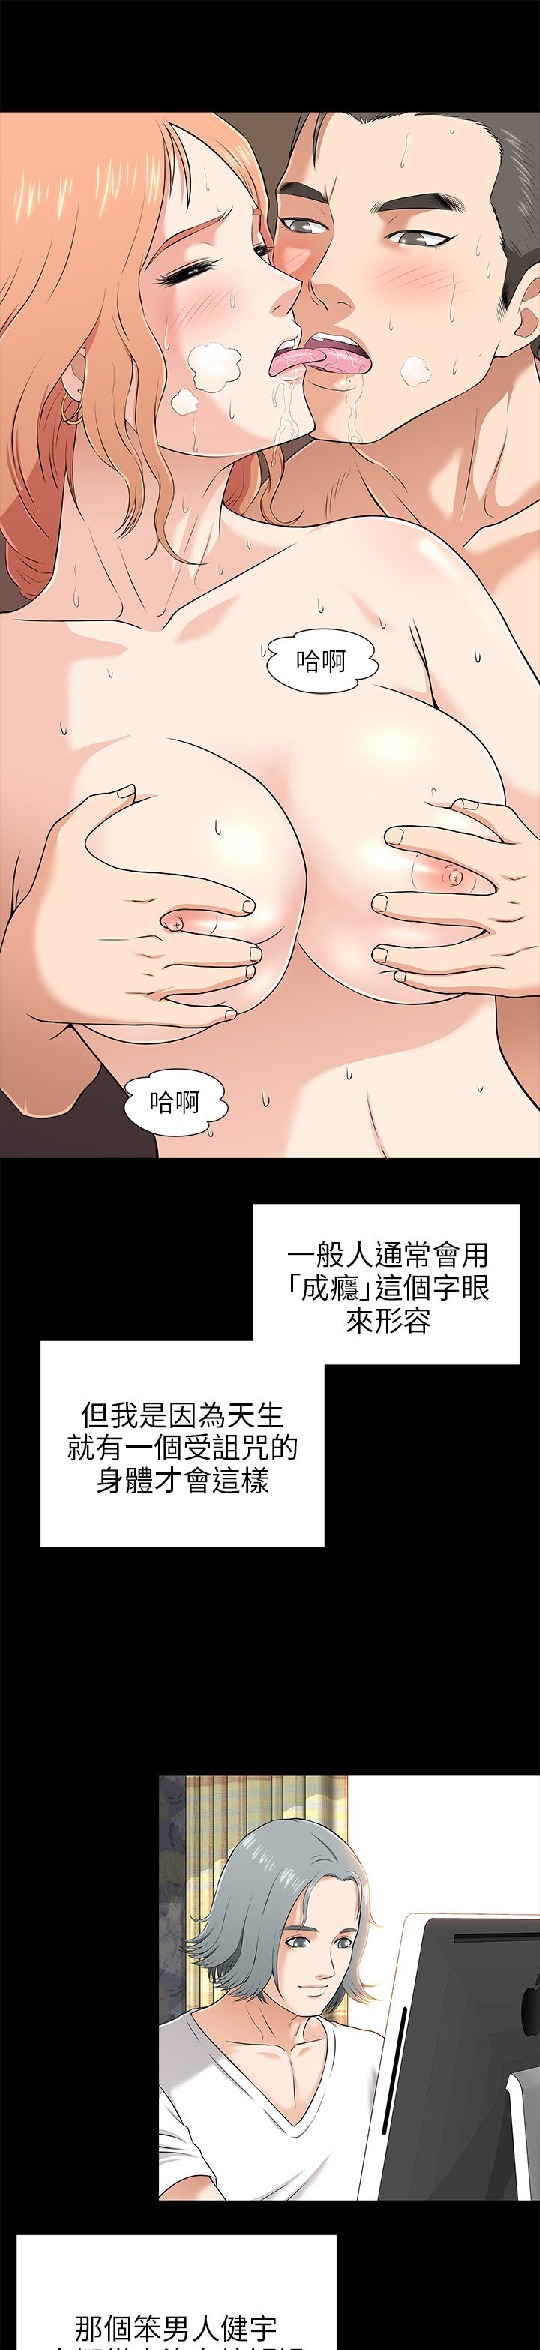 哈啊
哈啊
一般人通常會用
「成癮」這個字眼
來形容
但我是因為天生
就有一個受詛咒的
身體才會這樣
那個笨男人健宇